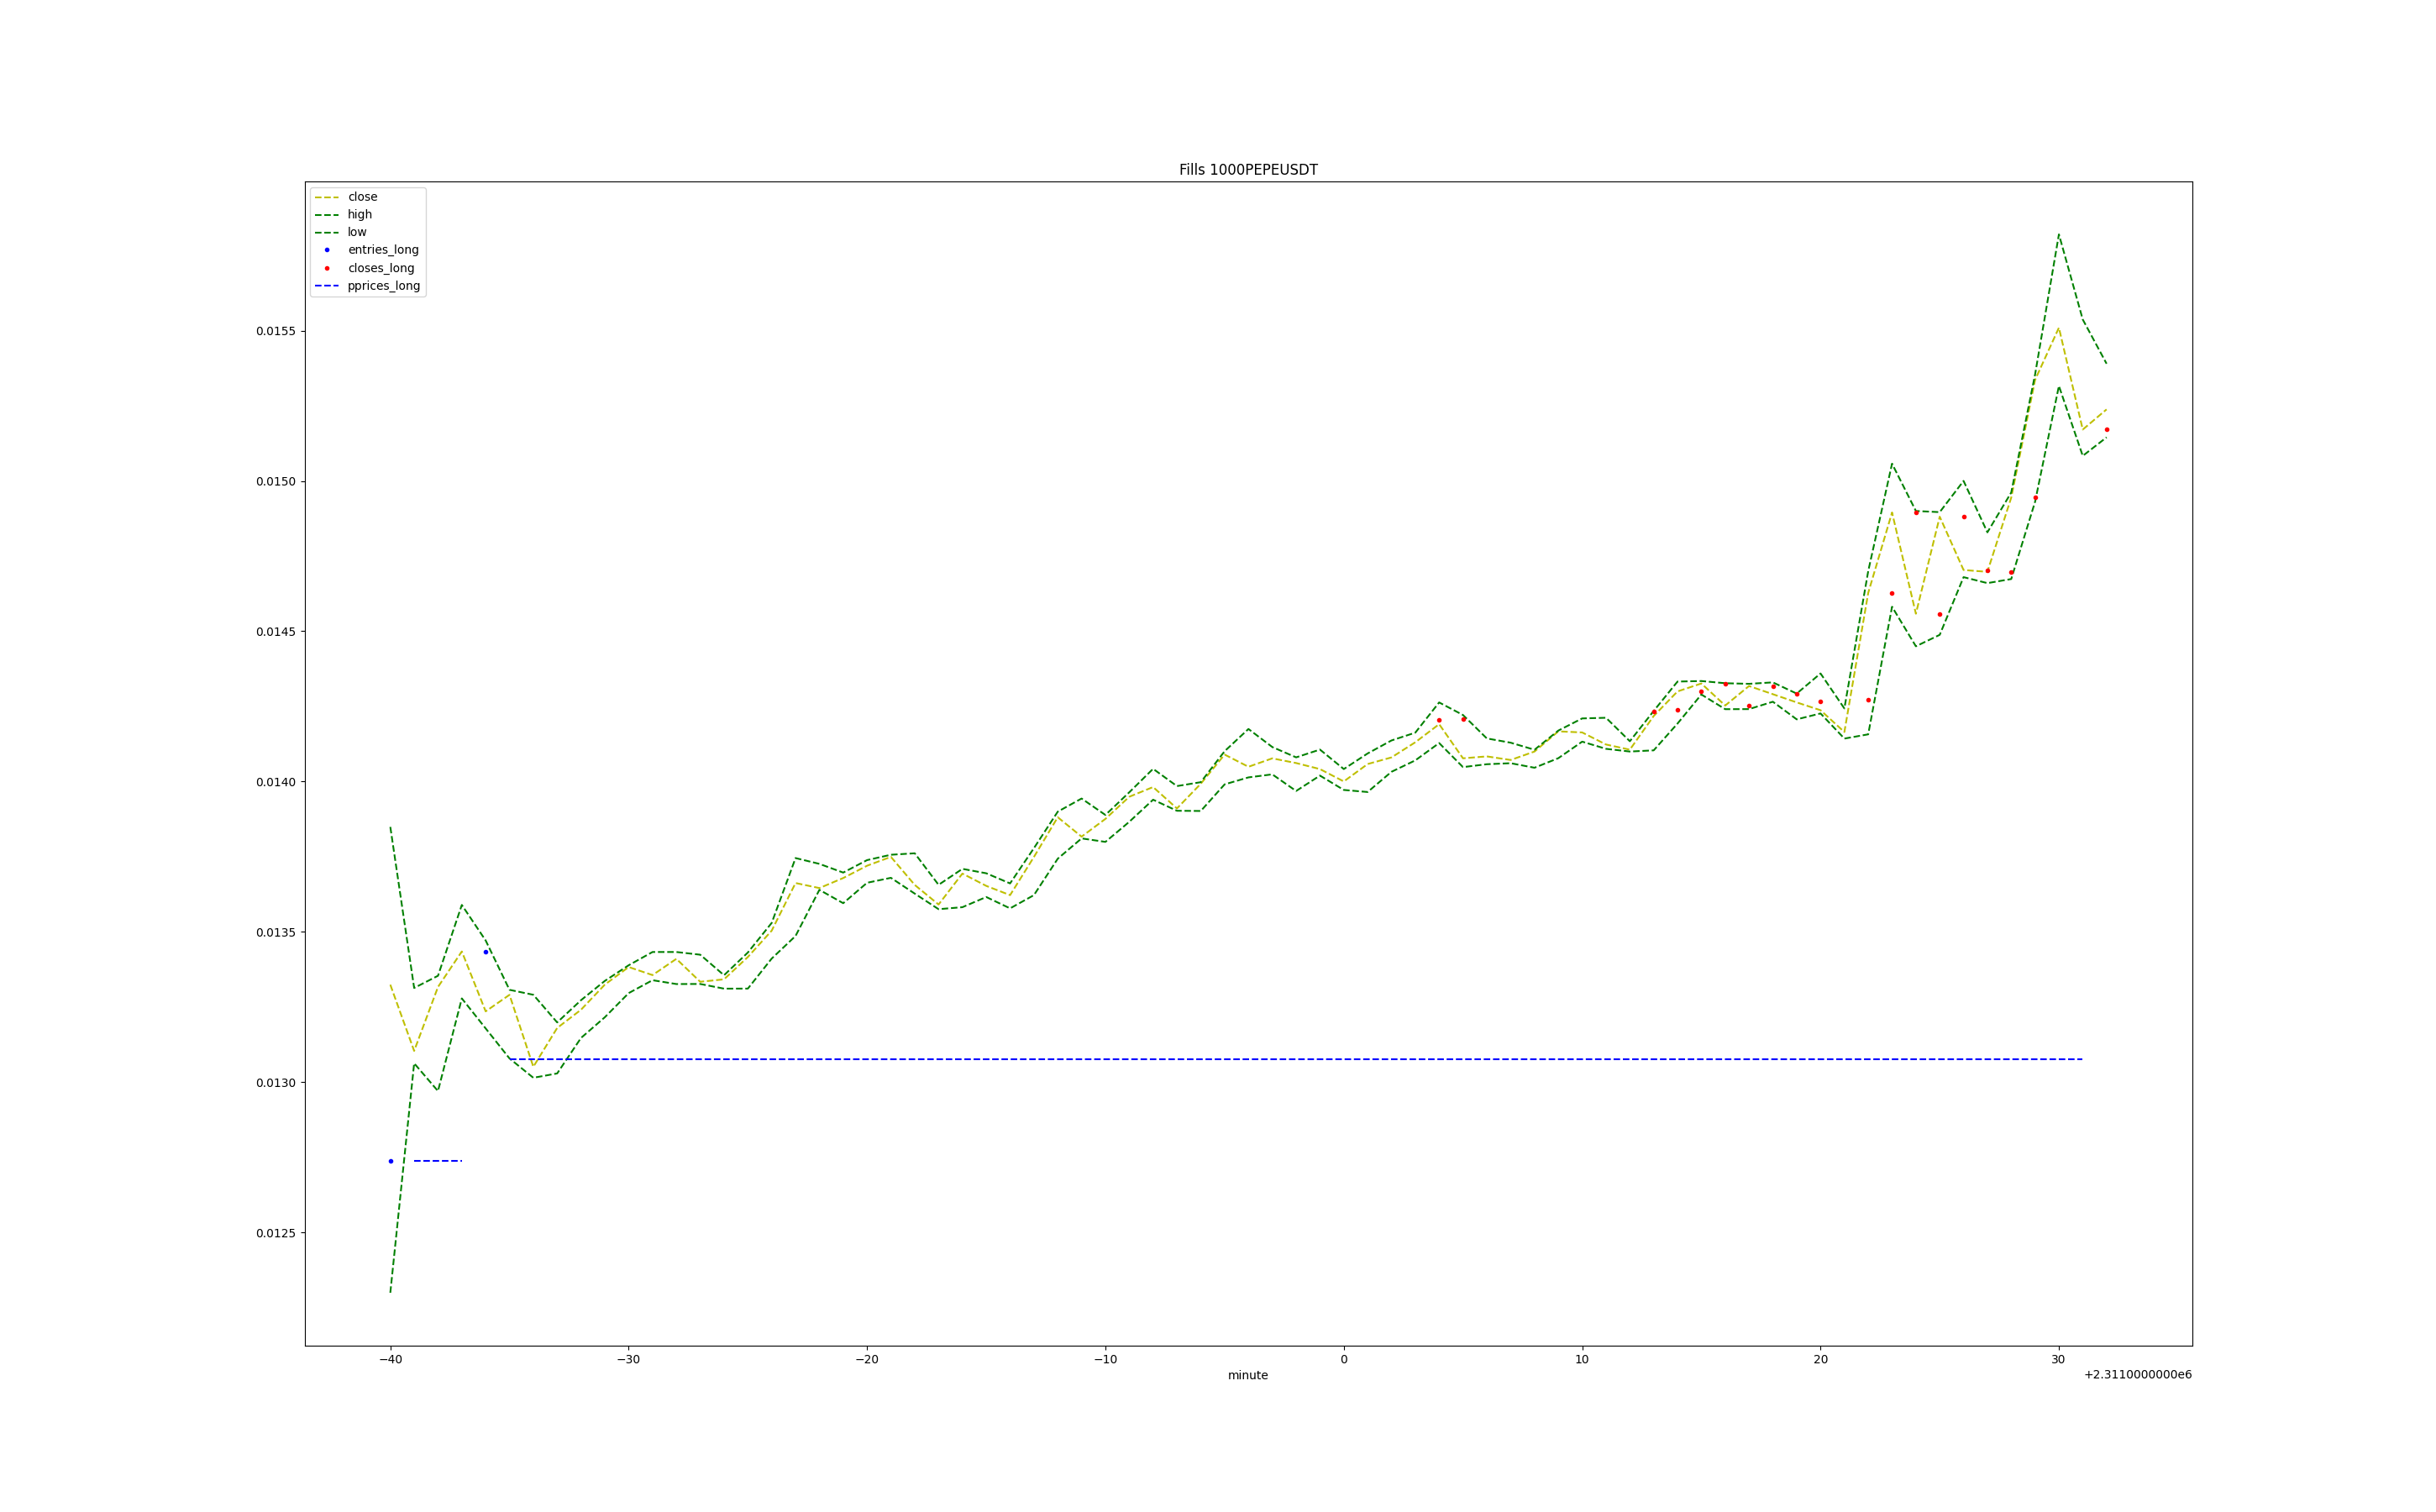 Fills 1000PEPEUSDT
close
high
low
entries_long
closes_long
pprices_long
0.0155
0.0150
0.0145
0.0140
0.0135
0.0130
0.0125
−40 −30 −20 −10 0 10 20 30
minute +2.3110000000e6